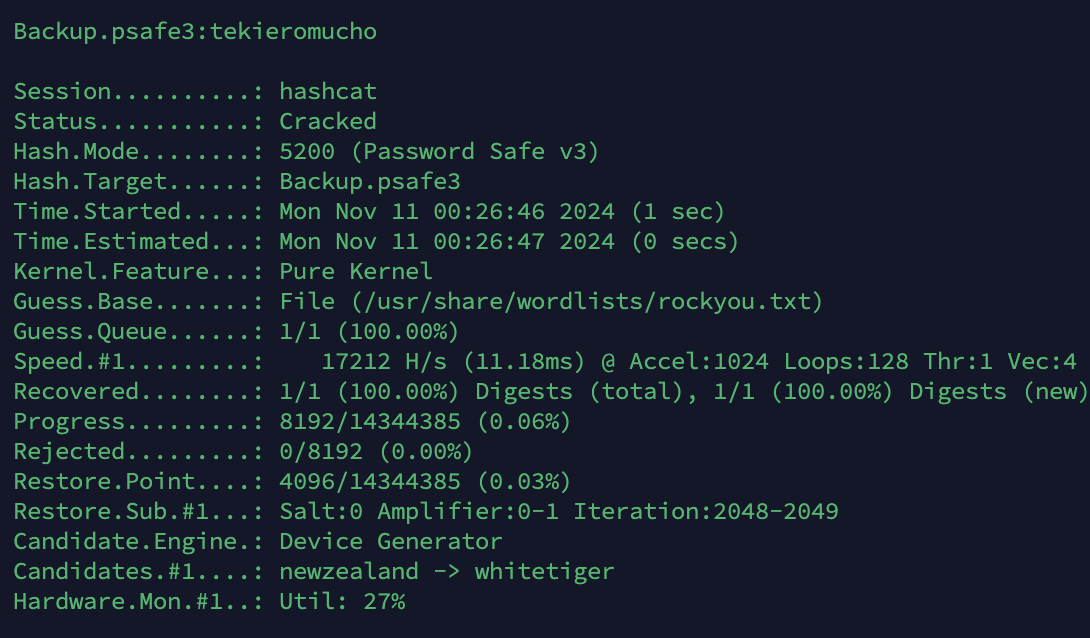 Backup.psafe3:tekieromucho

Session..........: hashcat
Status...........: Cracked
Hash.Mode........: 5200 (Password Safe v3)
Hash.Target......: Backup.psafe3
Time.Started.....: Mon Nov 11 00:26:46 2024 (1 sec)
Time.Estimated...: Mon Nov 11 00:26:47 2024 (0 secs)
Kernel.Feature...: Pure Kernel
Guess.Base.......: File (/usr/share/wordlists/rockyou.txt)
Guess.Queue......: 1/1 (100.00%)
Speed.#1.........:    17212 H/s (11.18ms) @ Accel:1024 Loops:128 Thr:1 Vec:4
Recovered........: 1/1 (100.00%) Digests (total), 1/1 (100.00%) Digests (new)
Progress.........: 8192/14344385 (0.06%)
Rejected.........: 0/8192 (0.00%)
Restore.Point....: 4096/14344385 (0.03%)
Restore.Sub.#1...: Salt:0 Amplifier:0-1 Iteration:2048-2049
Candidate.Engine.: Device Generator
Candidates.#1....: newzealand -> whitetiger
Hardware.Mon.#1..: Util: 27%